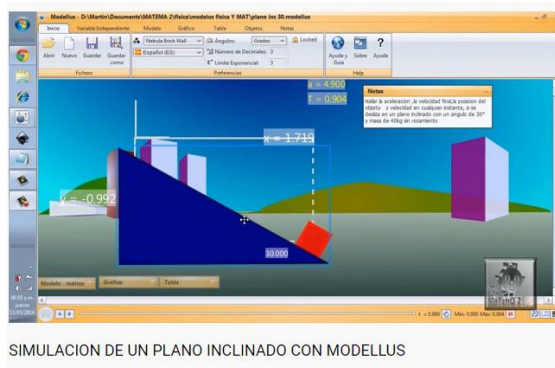 Modellus - D:\Martin\Documents\MATEMA 2\fisica\modelus fisica Y MAT\plano inc 30.modellus
Inicio Variable Independiente Modelo Gráfico Tabla Objetos Notas
Abrir Nuevo Guardar Guardar como
Fichero
Nebula Brick Wall
Español (ES)
Ángulos: Grados
Número de Decimales: 3
Límite Exponencial: 3
Locked
Preferencias
Ayuda y Guía Sobre Ayuda
Help
a = 4.900
T = 0.904
Notas
Hallar la aceleracion ,la velocidad final,la posicion del
objeto y velocidad en cualquier instante, si se
desliza en un plano inclinado con un angulo de 30°
y masa de 40kg sin rozamiento
x = 1.719
y = -0.992
30.000
Gráfico
Tabla
MaTchO'2
SIMULACION DE UN PLANO INCLINADO CON MODELLUS